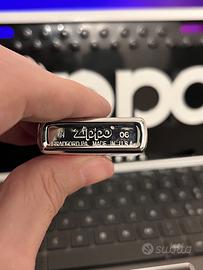 Zippo
BRADFORD, PA. MADE IN U.S.A.
subito